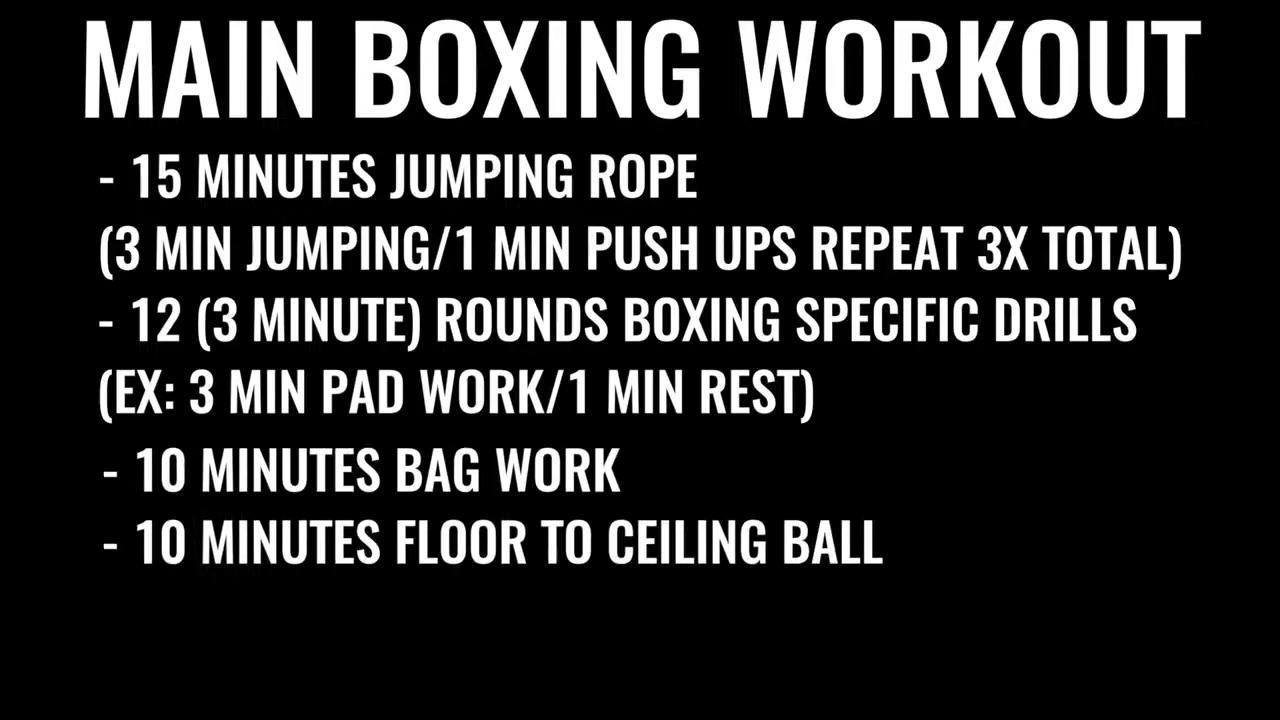 MAIN BOXING WORKOUT
- 15 MINUTES JUMPING ROPE
(3 MIN JUMPING/1 MIN PUSH UPS REPEAT 3X TOTAL)
- 12 (3 MINUTE) ROUNDS BOXING SPECIFIC DRILLS
(EX: 3 MIN PAD WORK/1 MIN REST)
- 10 MINUTES BAG WORK
- 10 MINUTES FLOOR TO CEILING BALL